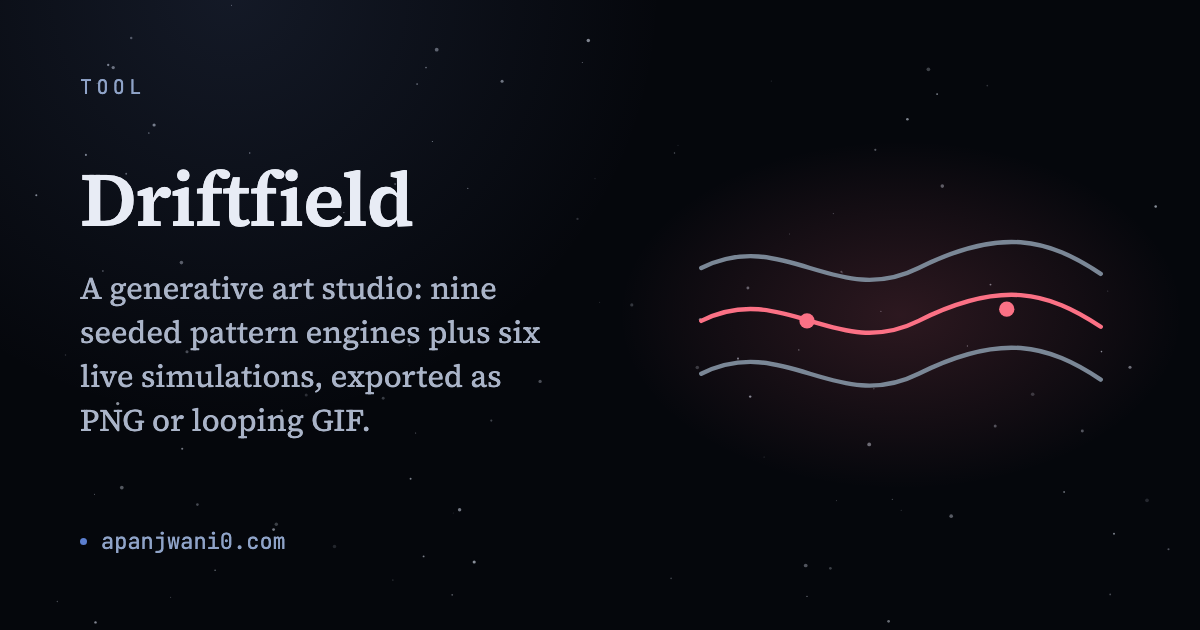 TOOL
Driftfield
A generative art studio: nine
seeded pattern engines plus six
live simulations, exported as
PNG or looping GIF.
apanjwani0.com